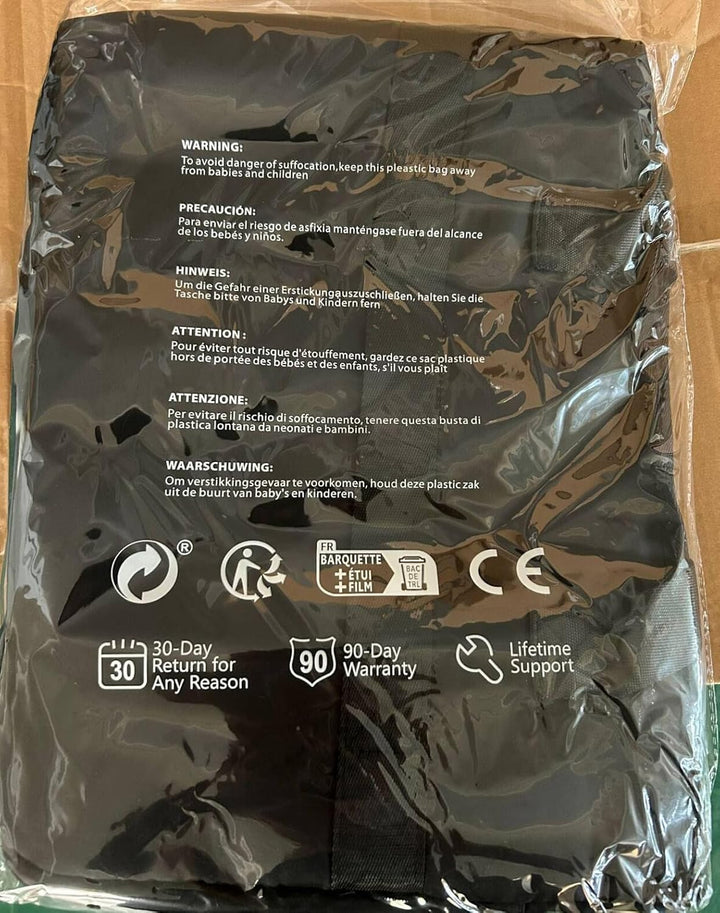 WARNING:
To avoid danger of suffocation,keep this pleastic bag away
from babies and children
PRECAUCIÓN:
Para enviar el riesgo de asfixia manténgase fuera del alcance
de los bebés y niños.
HINWEIS:
Um die Gefahr einer Erstickungauszuschließen, halten Sie die
Tasche bitte von Babys und Kindern fern
ATTENTION :
Pour éviter tout risque d'étouffement, gardez ce sac plastique
hors de portée des bébés et des enfants, s'il vous plaît
ATTENZIONE:
Per evitare il rischio di soffocamento, tenere questa busta di
plastica lontana da neonati e bambini.
WAARSCHUWING:
Om verstikkingsgevaar te voorkomen, houd deze plastic zak
uit de buurt van baby's en kinderen.
®
FR
BARQUETTE
+ÉTUI
+FILM
BAC
DE
TRI
CE
30
30-Day
Return for
Any Reason
90
90-Day
Warranty
Lifetime
Support